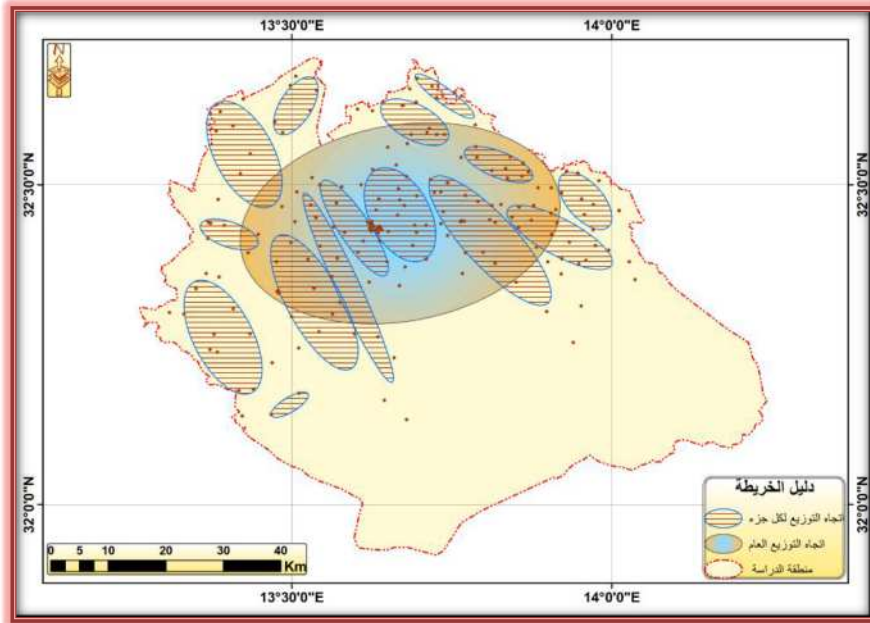 13°30'0"E 14°0'0"E
N
32°30'0"N 32°30'0"N
32°0'0"N 32°0'0"N
دليل الخريطة
اتجاه التوزيع لكل جزء
اتجاه التوزيع العام
منطقة الدراسة
0 5 10 20 30 40
Km
13°30'0"E 14°0'0"E